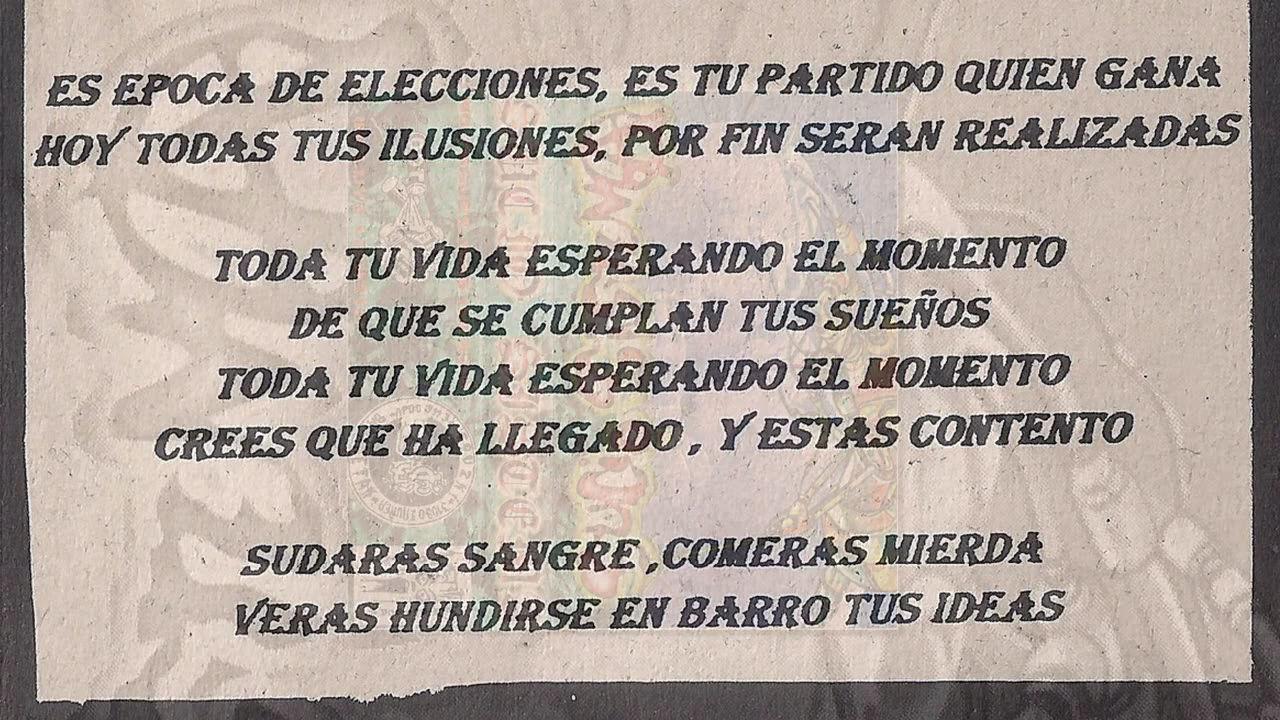 ES EPOCA DE ELECCIONES, ES TU PARTIDO QUIEN GANA
HOY TODAS TUS ILUSIONES, POR FIN SERAN REALIZADAS
TODA TU VIDA ESPERANDO EL MOMENTO
DE QUE SE CUMPLAN TUS SUEÑOS
TODA TU VIDA ESPERANDO EL MOMENTO
CREES QUE HA LLEGADO , Y ESTAS CONTENTO
SUDARAS SANGRE ,COMERAS MIERDA
VERAS HUNDIRSE EN BARRO TUS IDEAS